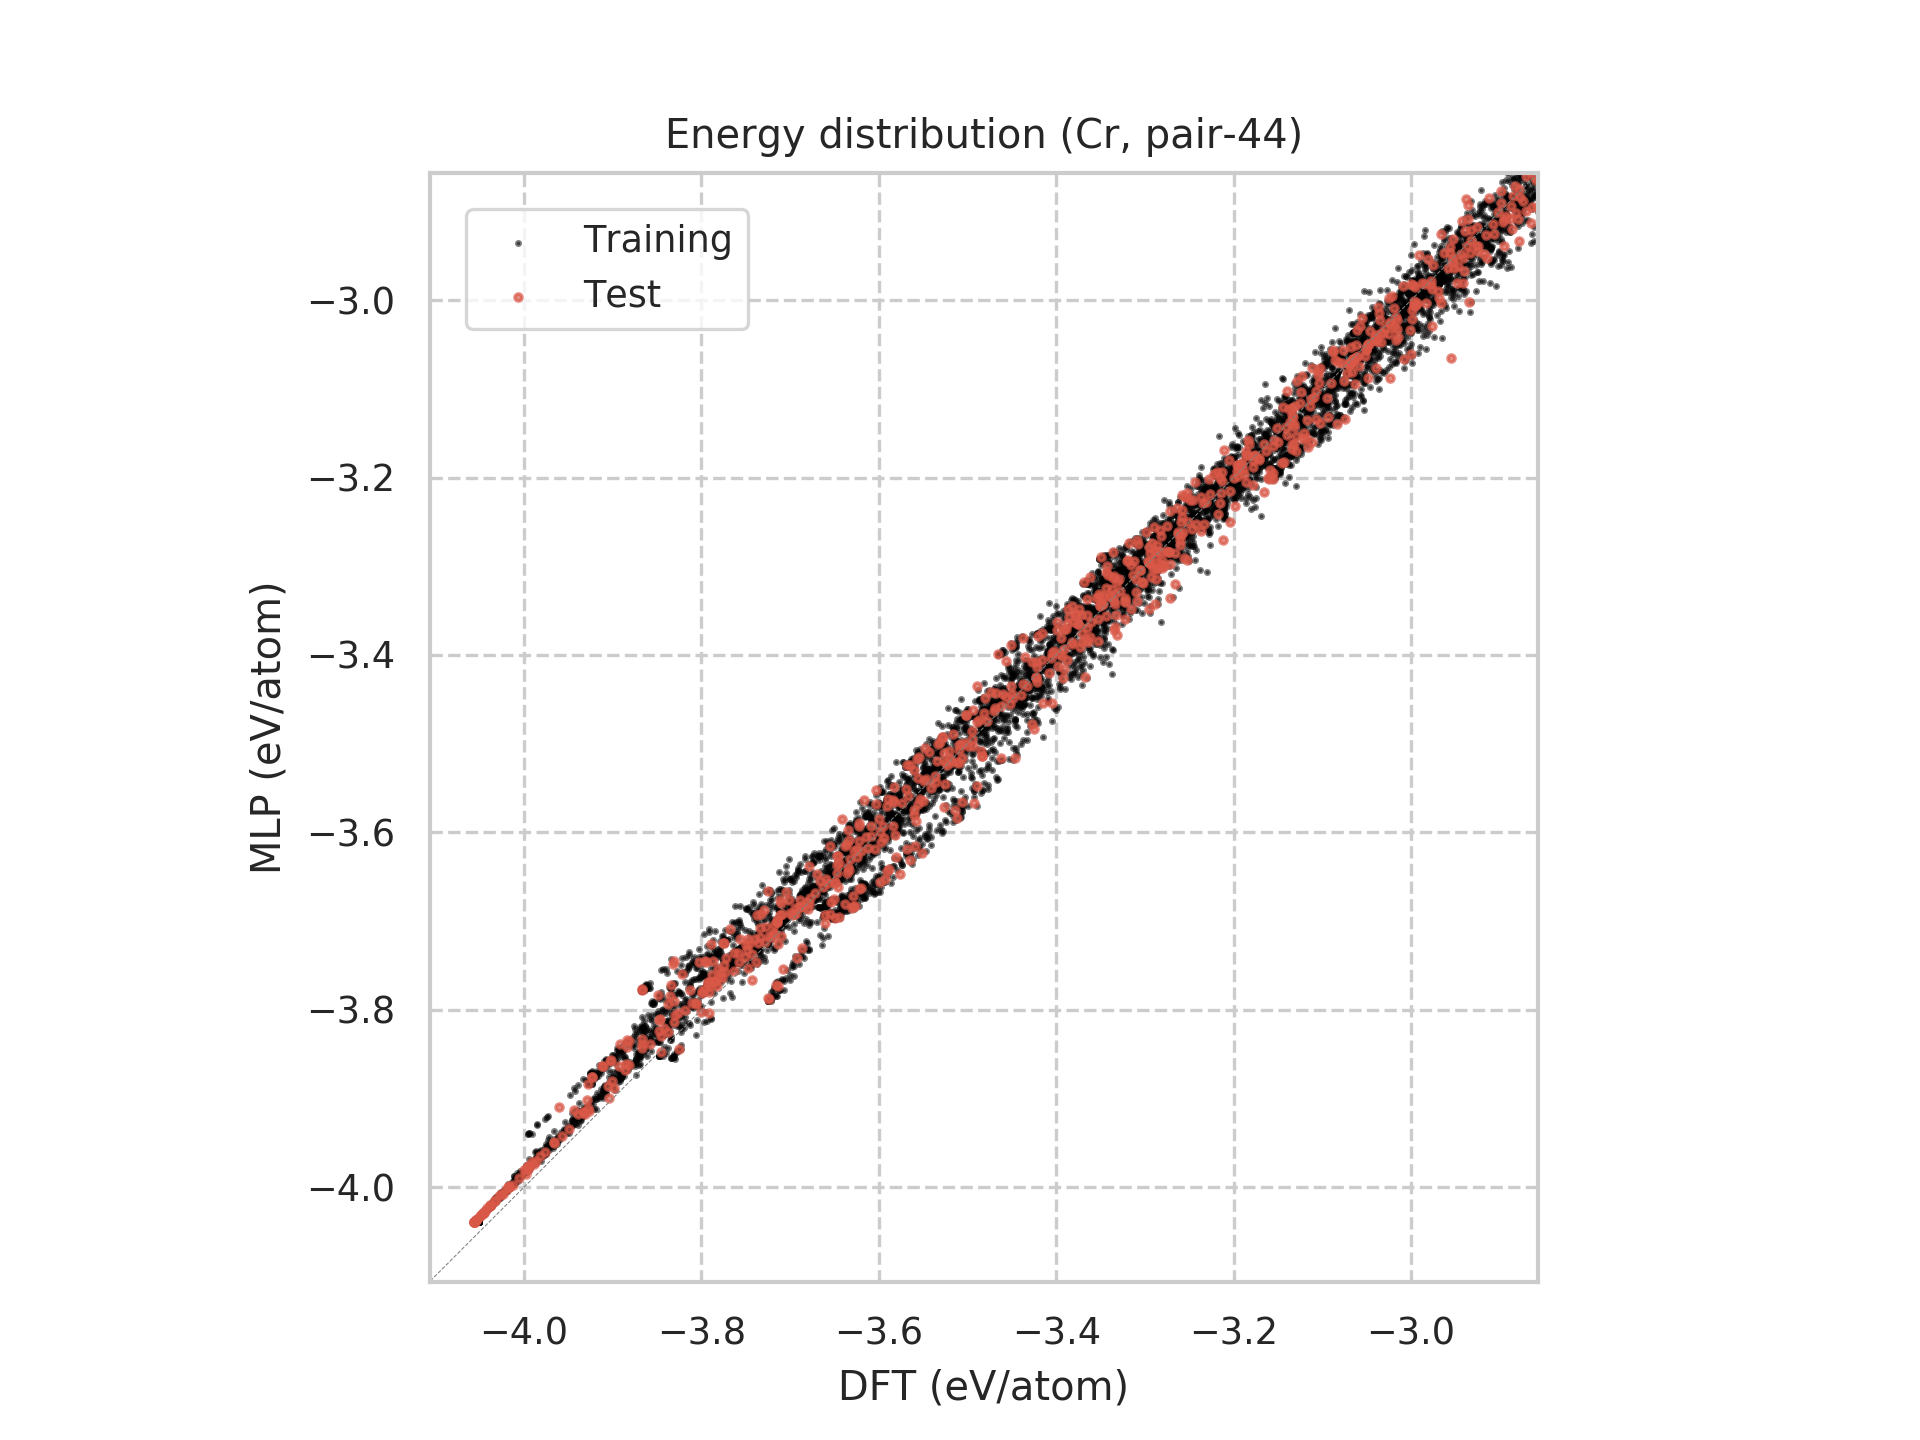 Energy distribution (Cr, pair-44)
Training
Test
MLP (eV/atom)
−3.0
−3.2
−3.4
−3.6
−3.8
−4.0
−4.0 −3.8 −3.6 −3.4 −3.2 −3.0
DFT (eV/atom)